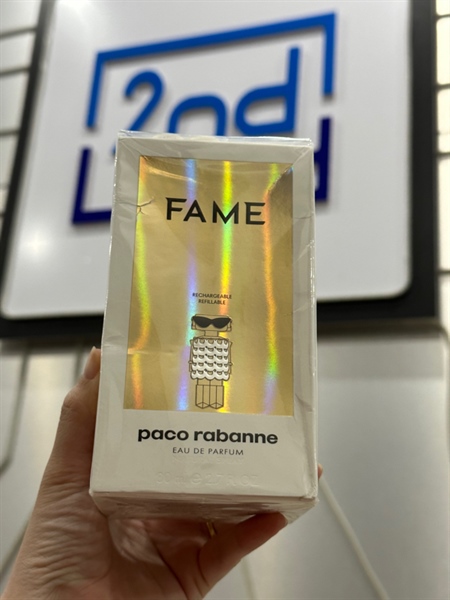 2nd
FAME
RECHARGEABLE
REFILLABLE
paco rabanne
EAU DE PARFUM